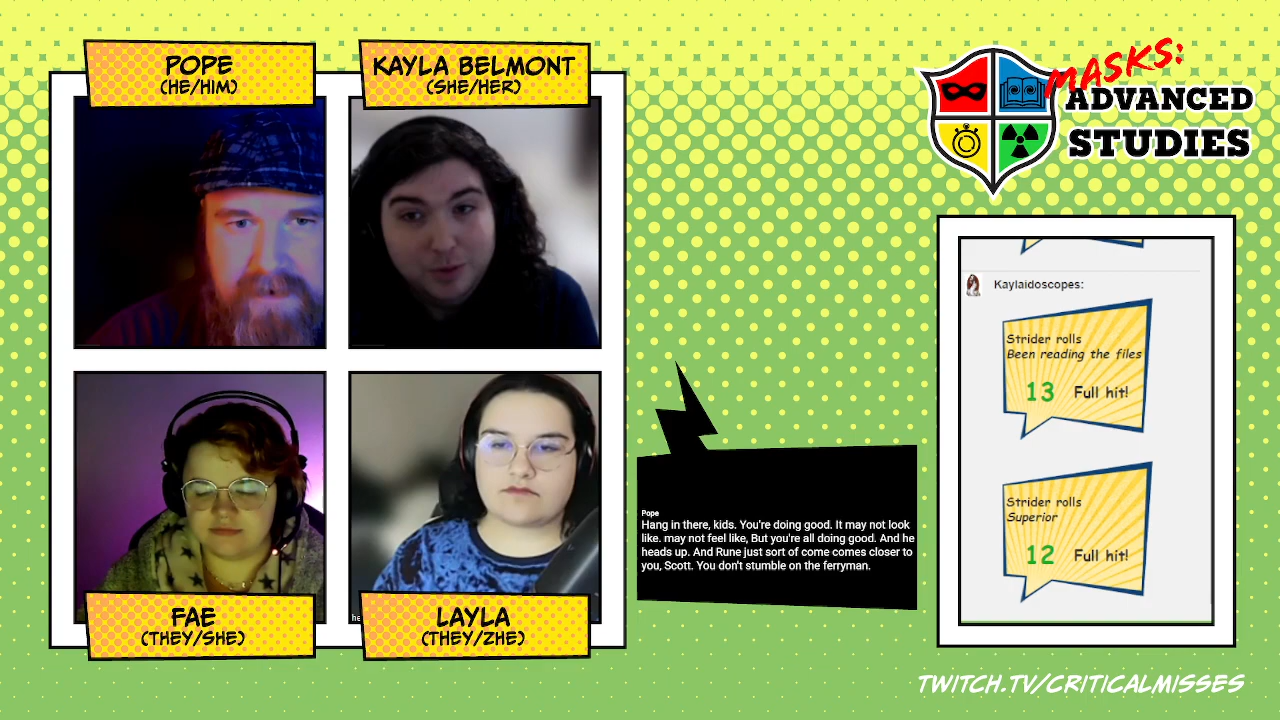 POPE
(HE/HIM)
KAYLA BELMONT
(SHE/HER)
FAE
(THEY/SHE)
LAYLA
(THEY/ZHE)
he
Pope
Hang in there, kids. You're doing good. It may not look
like. may not feel like, But you're all doing good. And he
heads up. And Rune just sort of come comes closer to
you, Scott. You don't stumble on the ferryman.
MASKS:
ADVANCED
STUDIES
Kaylaidoscopes:
Strider rolls
Been reading the files
13 Full hit!
Strider rolls
Superior
12 Full hit!
TWITCH.TV/CRITICALMISSES